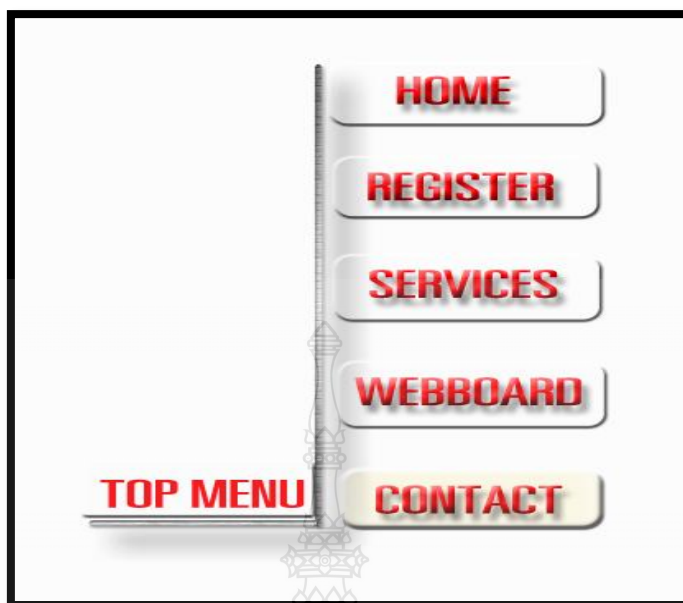 HOME
REGISTER
SERVICES
WEBBOARD
TOP MENU
CONTACT